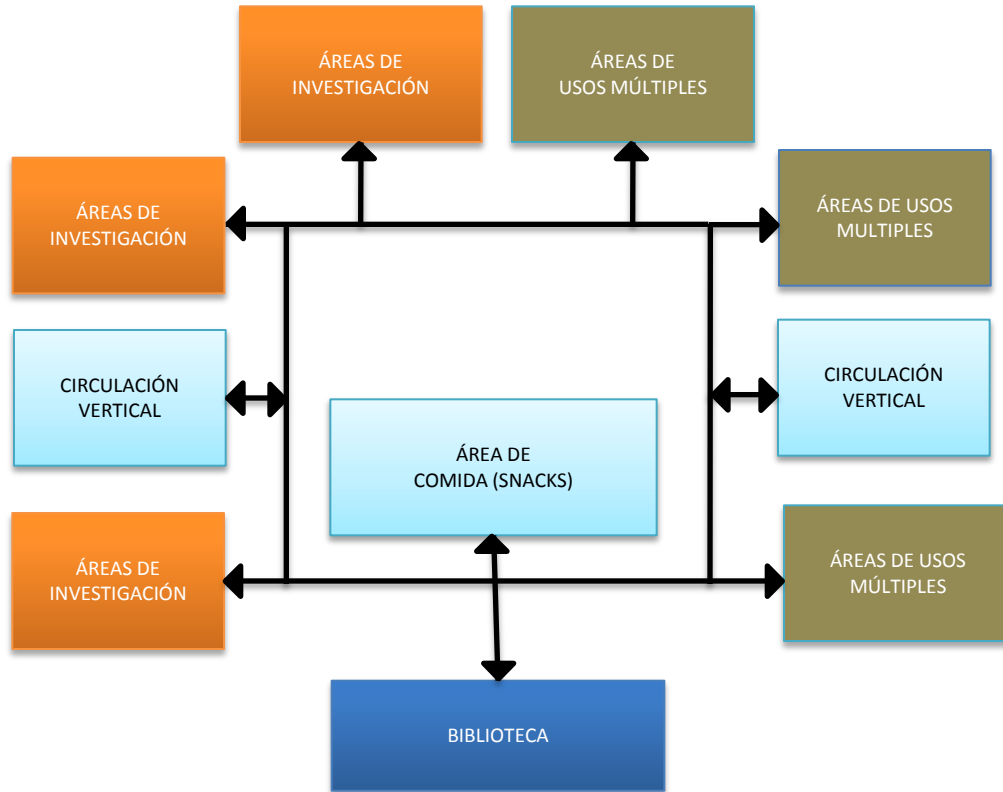 ÁREAS DE
INVESTIGACIÓN
ÁREAS DE
USOS MÚLTIPLES
ÁREAS DE
INVESTIGACIÓN
ÁREAS DE USOS
MULTIPLES
CIRCULACIÓN
VERTICAL
CIRCULACIÓN
VERTICAL
ÁREA DE
COMIDA (SNACKS)
ÁREAS DE
INVESTIGACIÓN
ÁREAS DE USOS
MÚLTIPLES
BIBLIOTECA